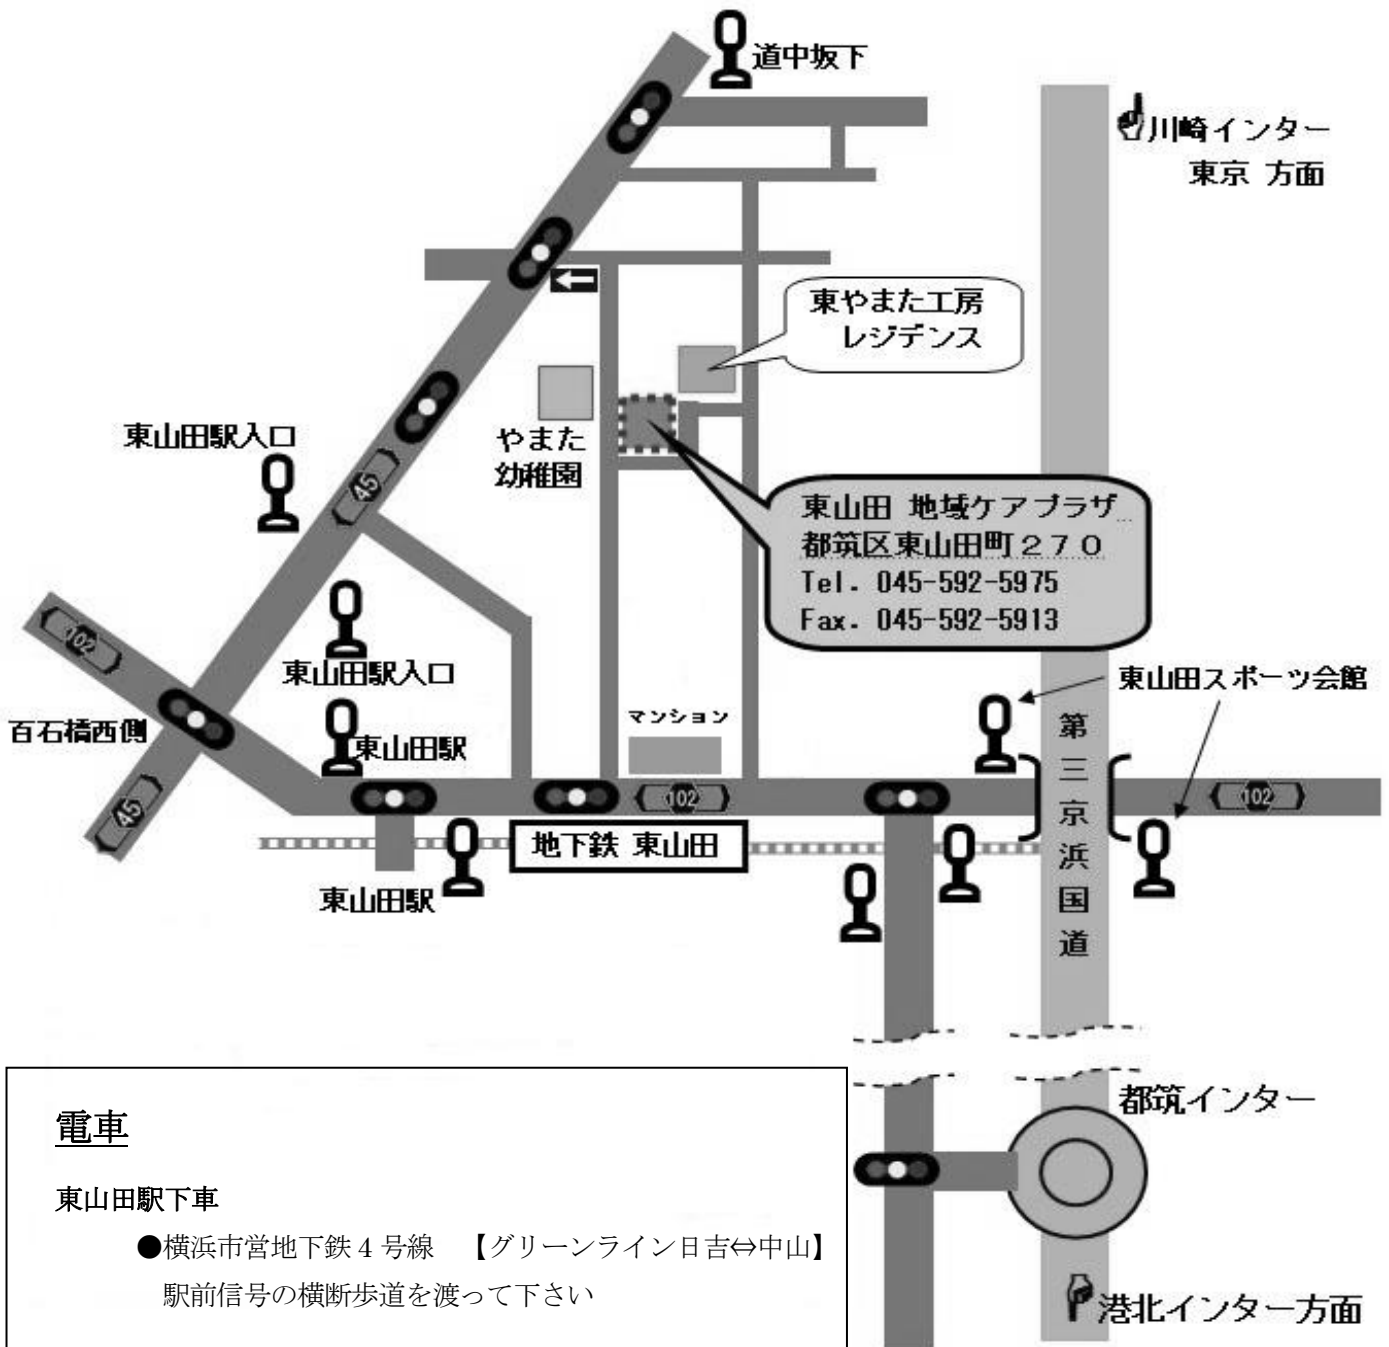 道中坂下
川崎インター
東京 方面
東やまた工房
レジデンス
東山田駅入口
やまた
幼稚園
東山田 地域ケアプラザ
都筑区東山田町270
Tel. 045-592-5975
Fax. 045-592-5913
45
102
東山田駅入口
東山田スポーツ会館
百石橋西側
東山田駅
マンション
第三京浜国道
45
102
102
地下鉄 東山田
東山田駅
都筑インター
港北インター方面
電車
東山田駅下車
●横浜市営地下鉄4号線 【グリーンライン日吉⇔中山】
駅前信号の横断歩道を渡って下さい